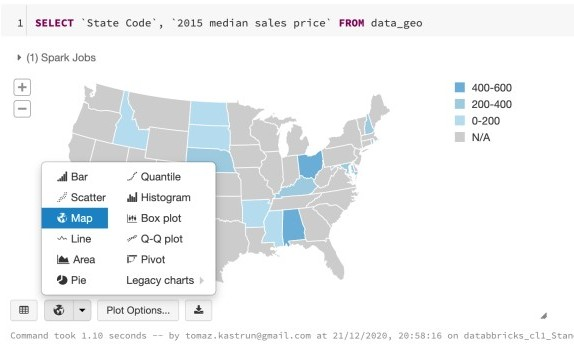 1 SELECT `State Code`, `2015 median sales price` FROM data_geo
(1) Spark Jobs
+
−
400-600
200-400
0-200
N/A
Bar
Quantile
Scatter
Histogram
Map
Box plot
Line
Q-Q plot
Area
Pivot
Pie
Legacy charts
Plot Options...
Command took 1.10 seconds -- by tomaz.kastrun@gmail.com at 21/12/2020, 20:58:16 on databbricks_cl1_Stan